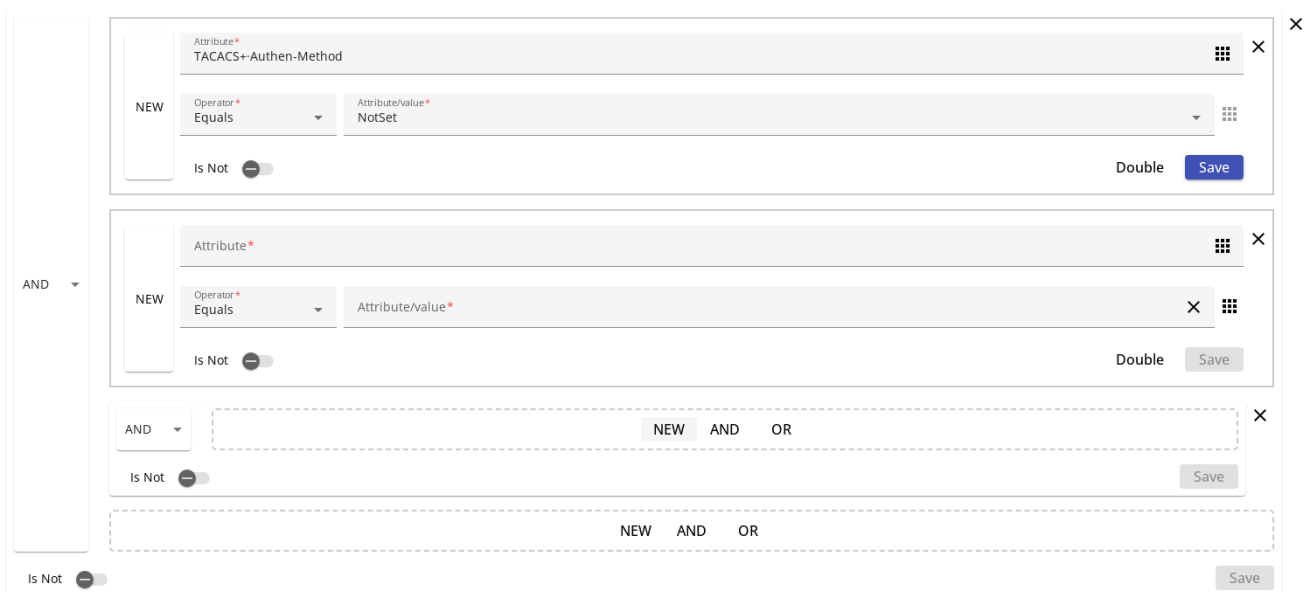 Attribute*
TACACS+·Authen-Method
NEW
Operator*
Equals
Attribute/value*
NotSet
Is Not
Double
Save
Attribute*
NEW
Operator*
Equals
Attribute/value*
Is Not
Double
Save
AND
AND
NEW AND OR
Is Not
Save
NEW AND OR
Is Not
Save